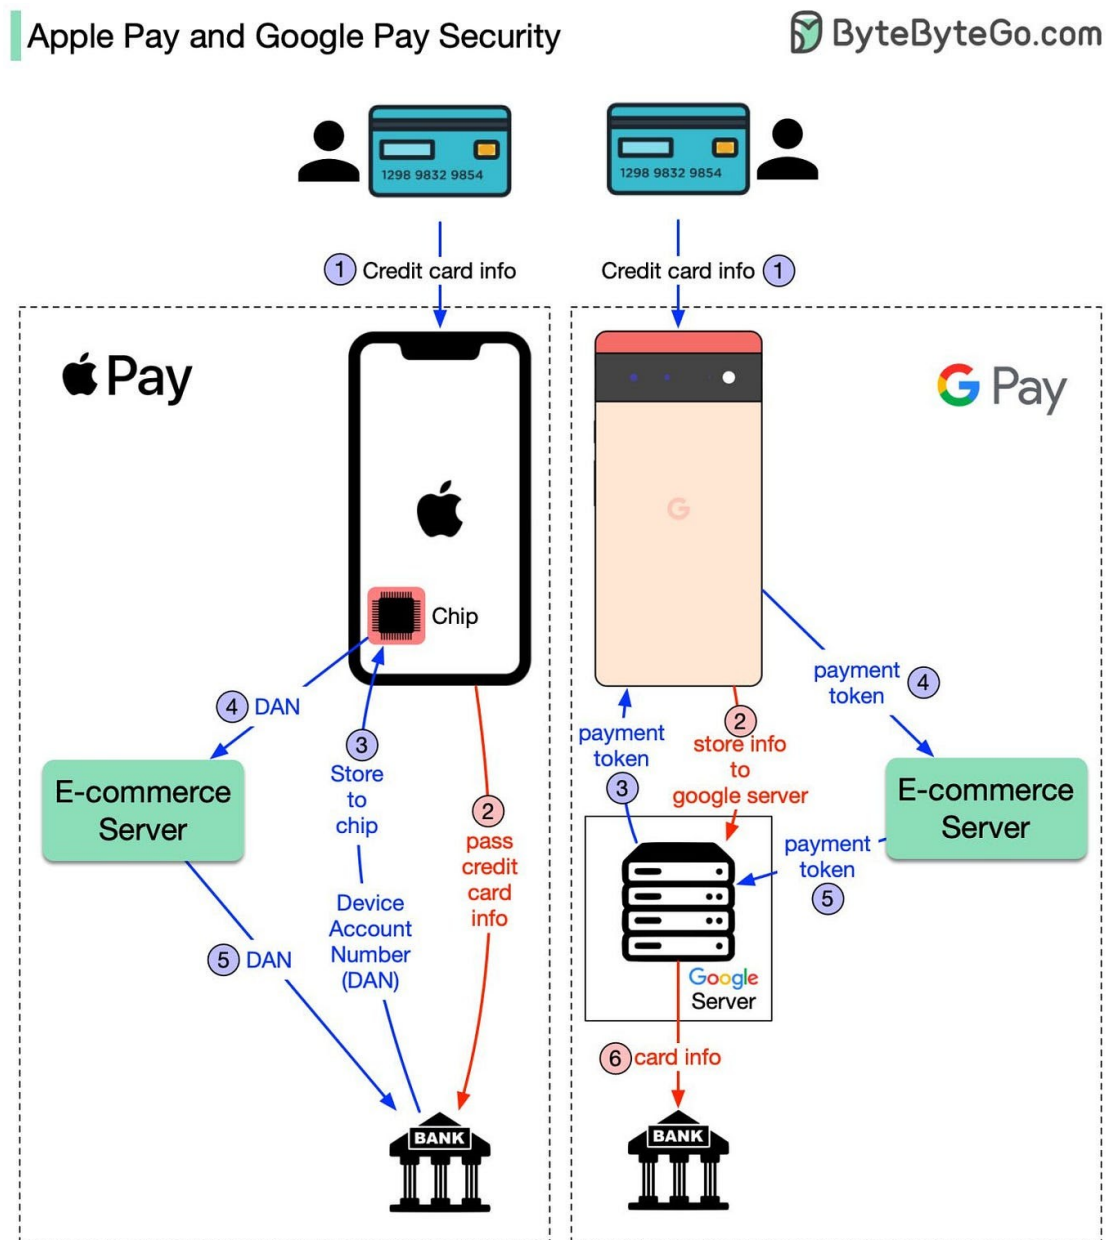 Apple Pay and Google Pay Security
ByteByteGo.com
1298 9832 9854
1298 9832 9854
1 Credit card info
Credit card info 1
Pay
G Pay
G
Chip
4 DAN
3
Store
to
chip
Device
Account
Number
(DAN)
2
pass
credit
card
info
E-commerce
Server
5 DAN
BANK
payment
token
3
2
store info
to
google server
payment
token
4
E-commerce
Server
payment
token
5
Google
Server
6 card info
BANK